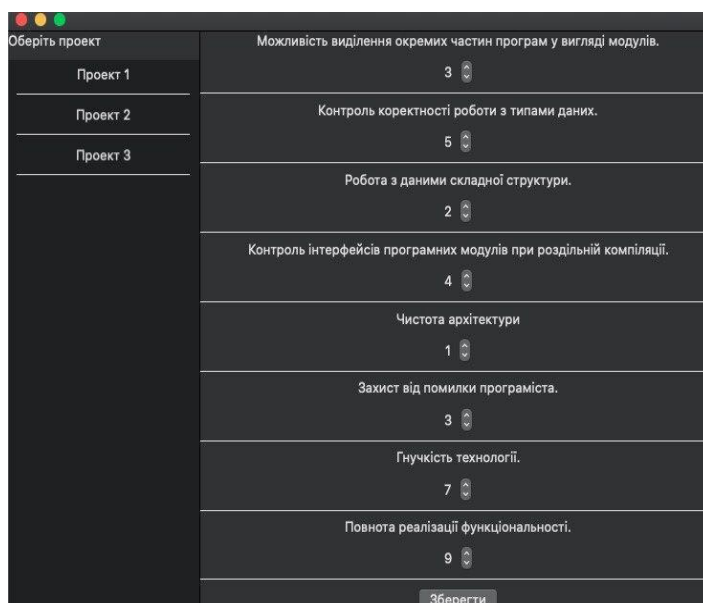 Оберіть проект
Проект 1
Проект 2
Проект 3
Можливість виділення окремих частин програм у вигляді модулів.
3
Контроль коректності роботи з типами даних.
5
Робота з даними складної структури.
2
Контроль інтерфейсів програмних модулів при роздільній компіляції.
4
Чистота архітектури
1
Захист від помилки програміста.
3
Гнучкість технології.
7
Повнота реалізації функціональності.
9
Зберегти